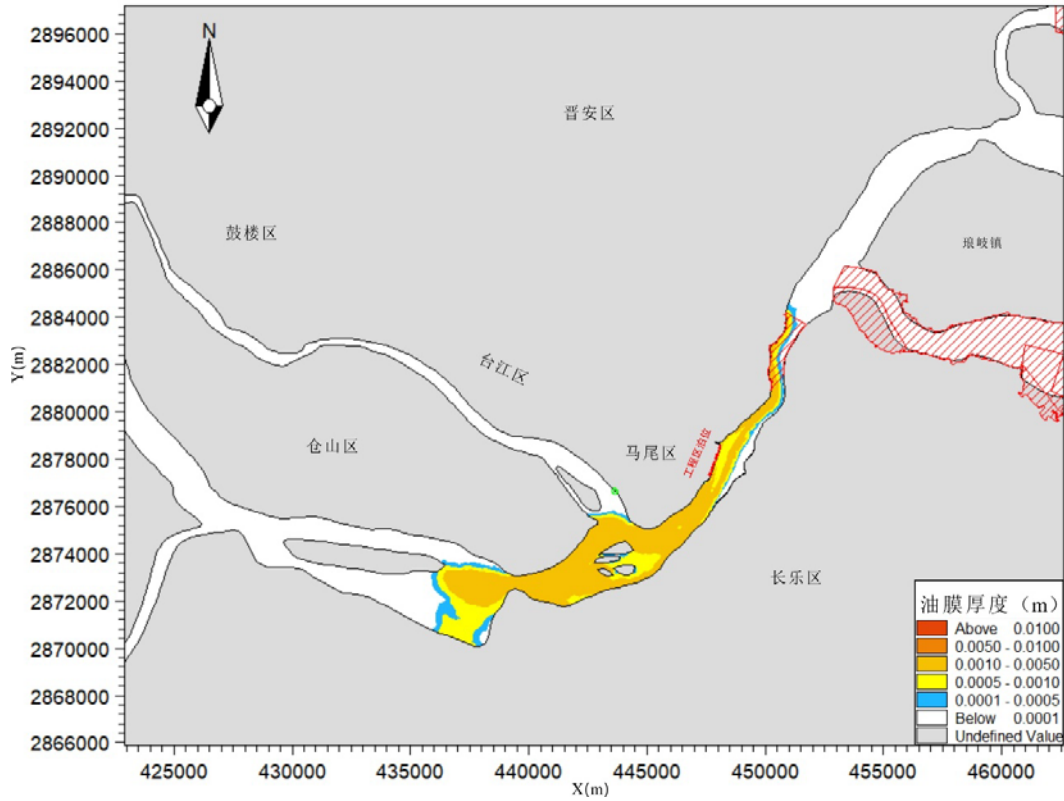 2896000
2894000
2892000
2890000
2888000
2886000
2884000
2882000
2880000
2878000
2876000
2874000
2872000
2870000
2868000
2866000
Y(m)
N
晋安区
鼓楼区
琅岐镇
台江区
仓山区
马尾区
工程区泊位
长乐区
油膜厚度（m）
Above 0.0100
0.0050 - 0.0100
0.0010 - 0.0050
0.0005 - 0.0010
0.0001 - 0.0005
Below 0.0001
Undefined Value
425000 430000 435000 440000 445000 450000 455000 460000
X(m)